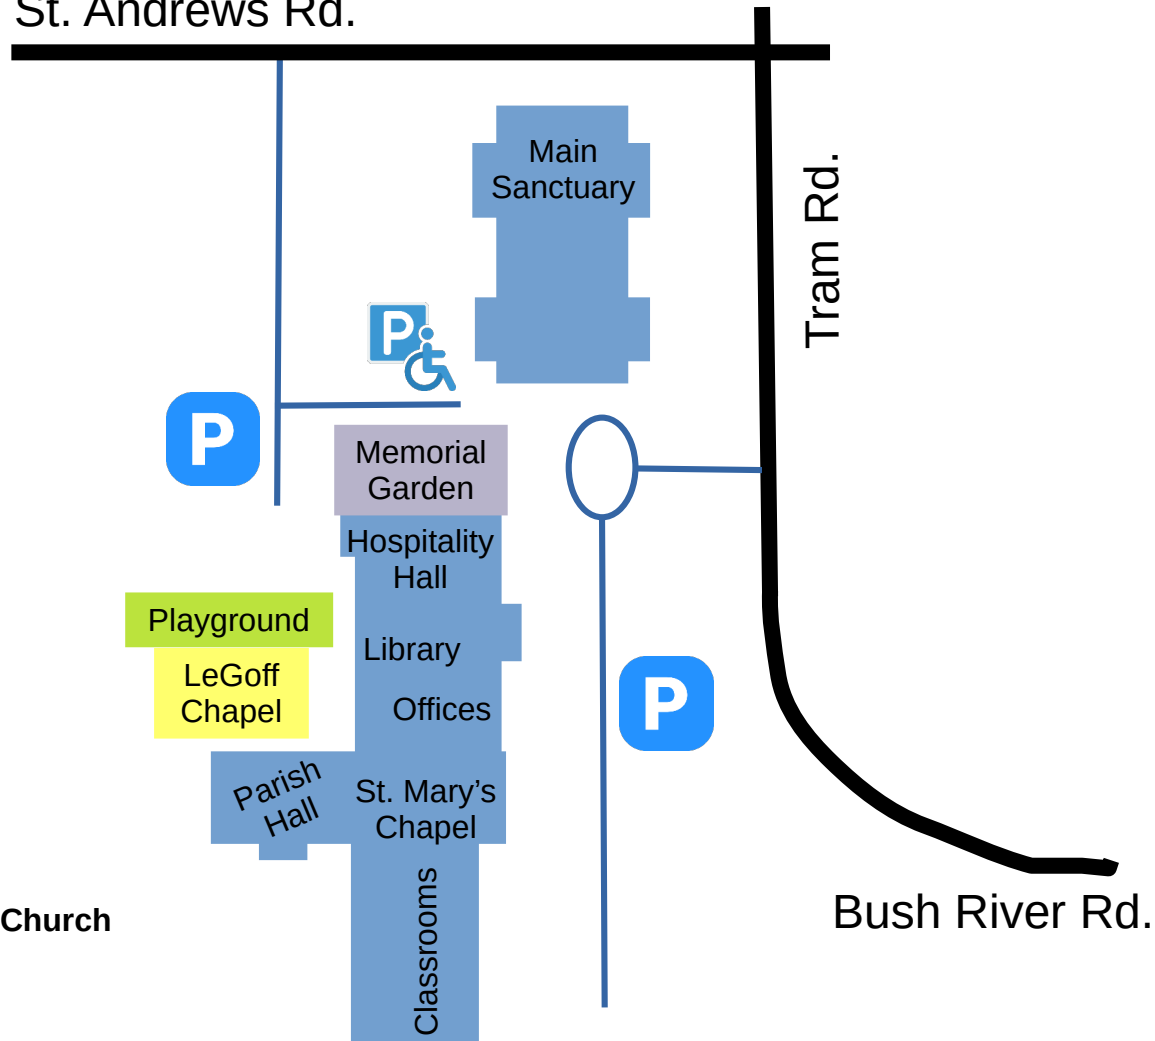 St. Andrews Rd.
Main
Sanctuary
Tram Rd.
P
P
Memorial
Garden
Hospitality
Hall
Playground
Library
LeGoff
Chapel
Offices
P
Parish
Hall
St. Mary’s
Chapel
Classrooms
Church
Bush River Rd.